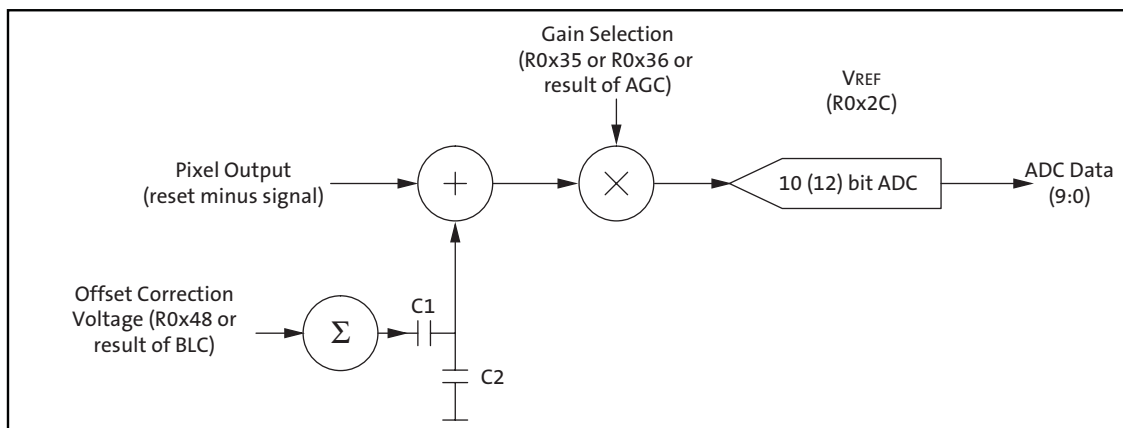 Gain Selection
(R0x35 or R0x36 or
result of AGC)
VREF
(R0x2C)
Pixel Output
(reset minus signal)
+
×
10 (12) bit ADC
ADC Data
(9:0)
Offset Correction
Voltage (R0x48 or
result of BLC)
Σ
C1
C2